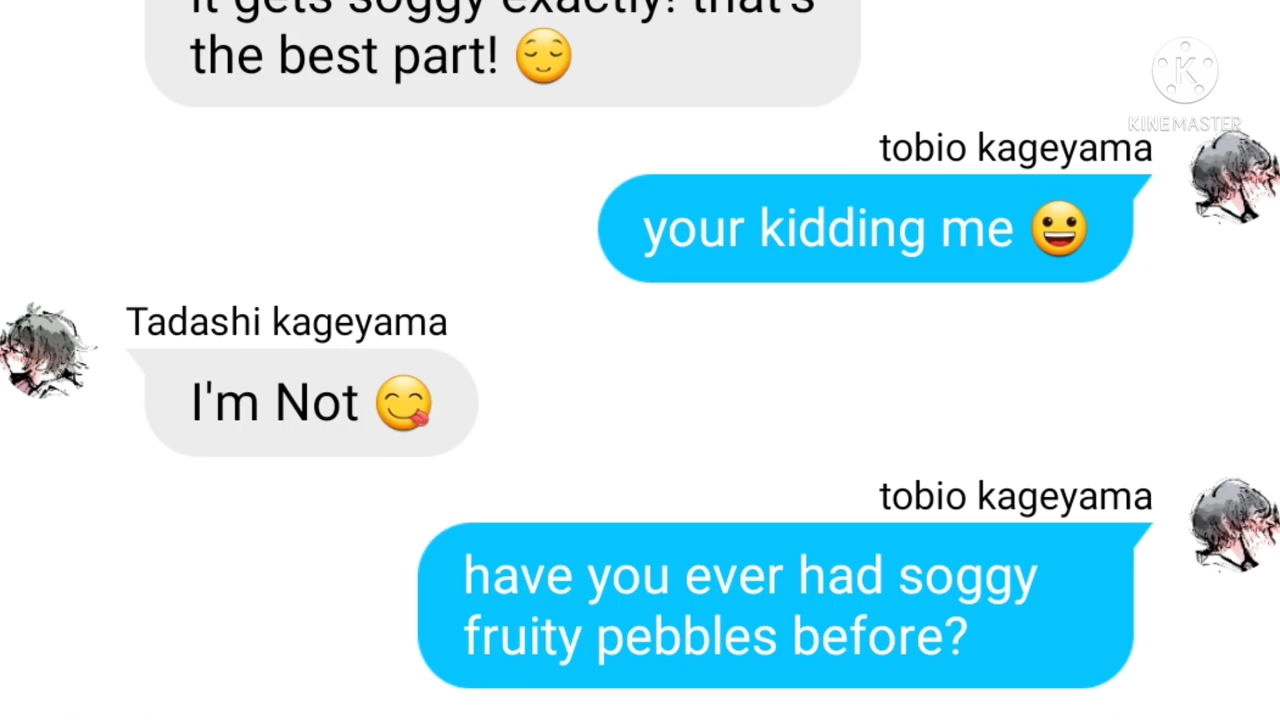 it gets soggy exactly! that's
the best part! 😌
K
KINEMASTER
tobio kageyama
your kidding me 😀
Tadashi kageyama
I'm Not 😋
tobio kageyama
have you ever had soggy
fruity pebbles before?